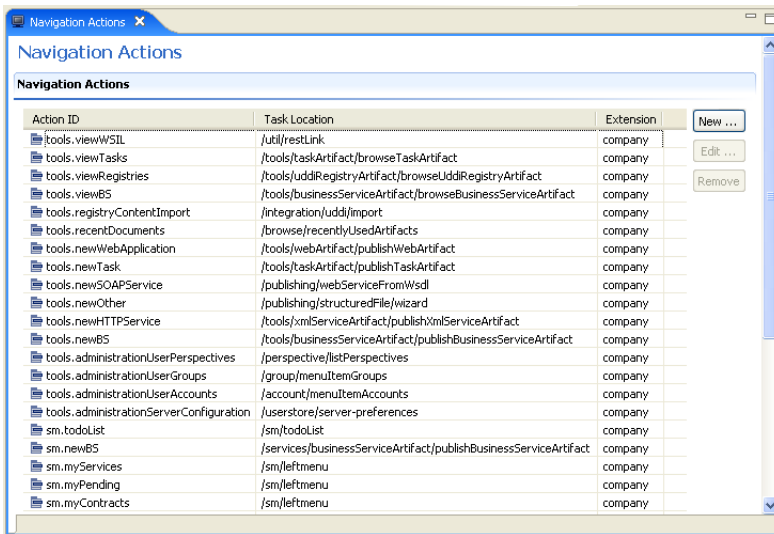 Navigation Actions
Navigation Actions
Navigation Actions
Action ID Task Location Extension
New ...
Edit ...
Remove
tools.viewWSIL /util/restLink company
tools.viewTasks /tools/taskArtifact/browseTaskArtifact company
tools.viewRegistries /tools/uddiRegistryArtifact/browseUddiRegistryArtifact company
tools.viewBS /tools/businessServiceArtifact/browseBusinessServiceArtifact company
tools.registryContentImport /integration/uddi/import company
tools.recentDocuments /browse/recentlyUsedArtifacts company
tools.newWebApplication /tools/webArtifact/publishWebArtifact company
tools.newTask /tools/taskArtifact/publishTaskArtifact company
tools.newSOAPService /publishing/webServiceFromWsdl company
tools.newOther /publishing/structuredFile/wizard company
tools.newHTTPService /tools/xmlServiceArtifact/publishXmlServiceArtifact company
tools.newBS /tools/businessServiceArtifact/publishBusinessServiceArtifact company
tools.administrationUserPerspectives /perspective/listPerspectives company
tools.administrationUserGroups /group/menuItemGroups company
tools.administrationUserAccounts /account/menuItemAccounts company
tools.administrationServerConfiguration /userstore/server-preferences company
sm.todoList /sm/todoList company
sm.newBS /services/businessServiceArtifact/publishBusinessServiceArtifact company
sm.myServices /sm/leftmenu company
sm.myPending /sm/leftmenu company
sm.myContracts /sm/leftmenu company